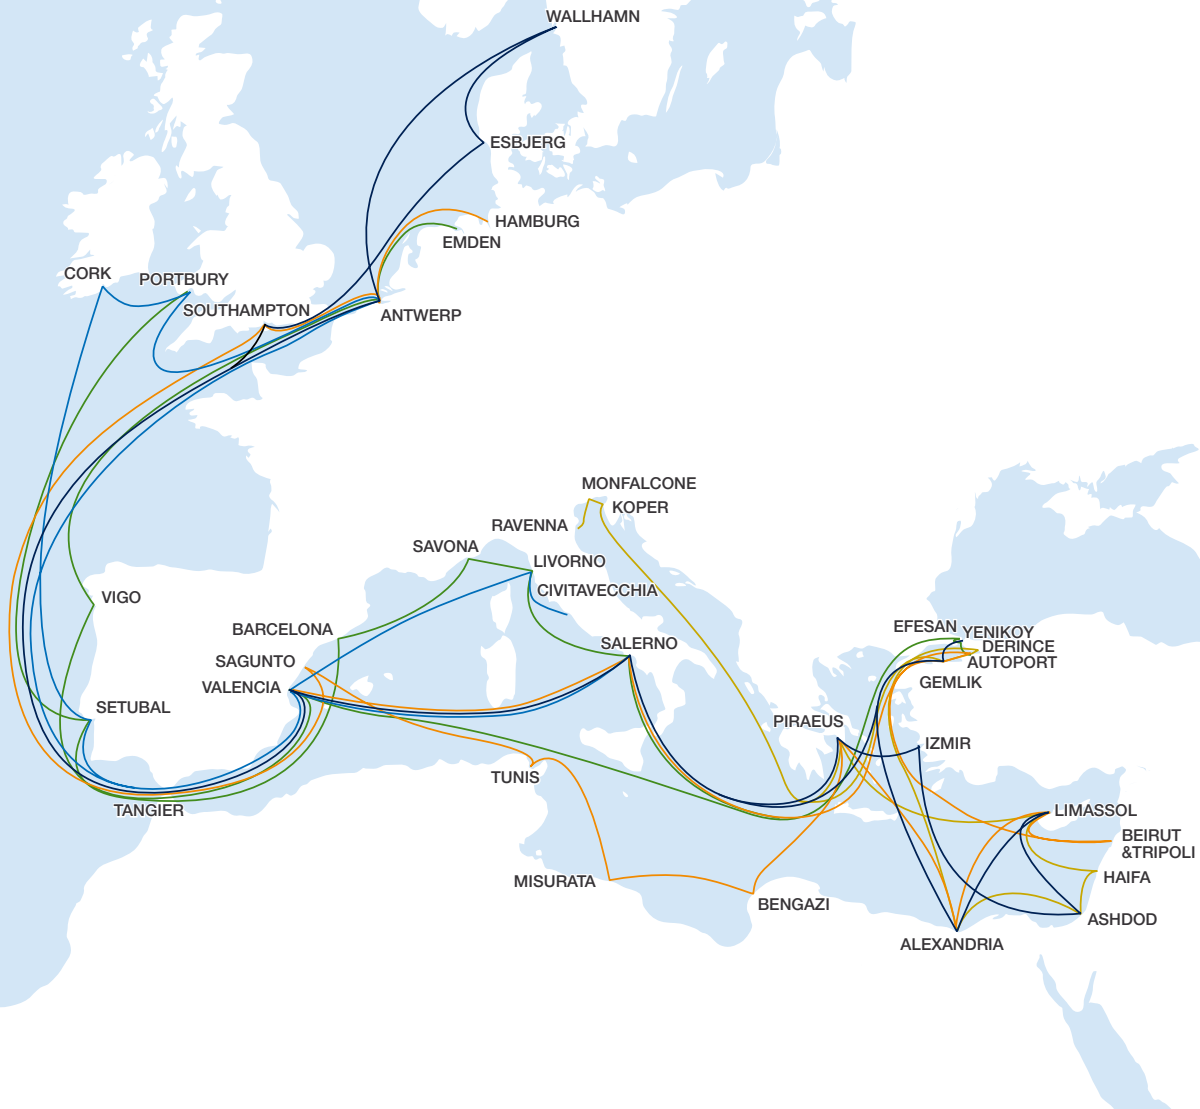 WALLHAMN
ESBJERG
HAMBURG
EMDEN
CORK
PORTBURY
SOUTHAMPTON
ANTWERP
MONFALCONE
KOPER
RAVENNA
SAVONA
LIVORNO
CIVITAVECCHIA
VIGO
BARCELONA
SALERNO
EFESAN
YENIKOY
DERINCE
AUTOPORT
GEMLIK
SAGUNTO
VALENCIA
SETUBAL
PIRAEUS
IZMIR
TUNIS
TANGIER
LIMASSOL
BEIRUT
&TRIPOLI
HAIFA
MISURATA
BENGAZI
ASHDOD
ALEXANDRIA